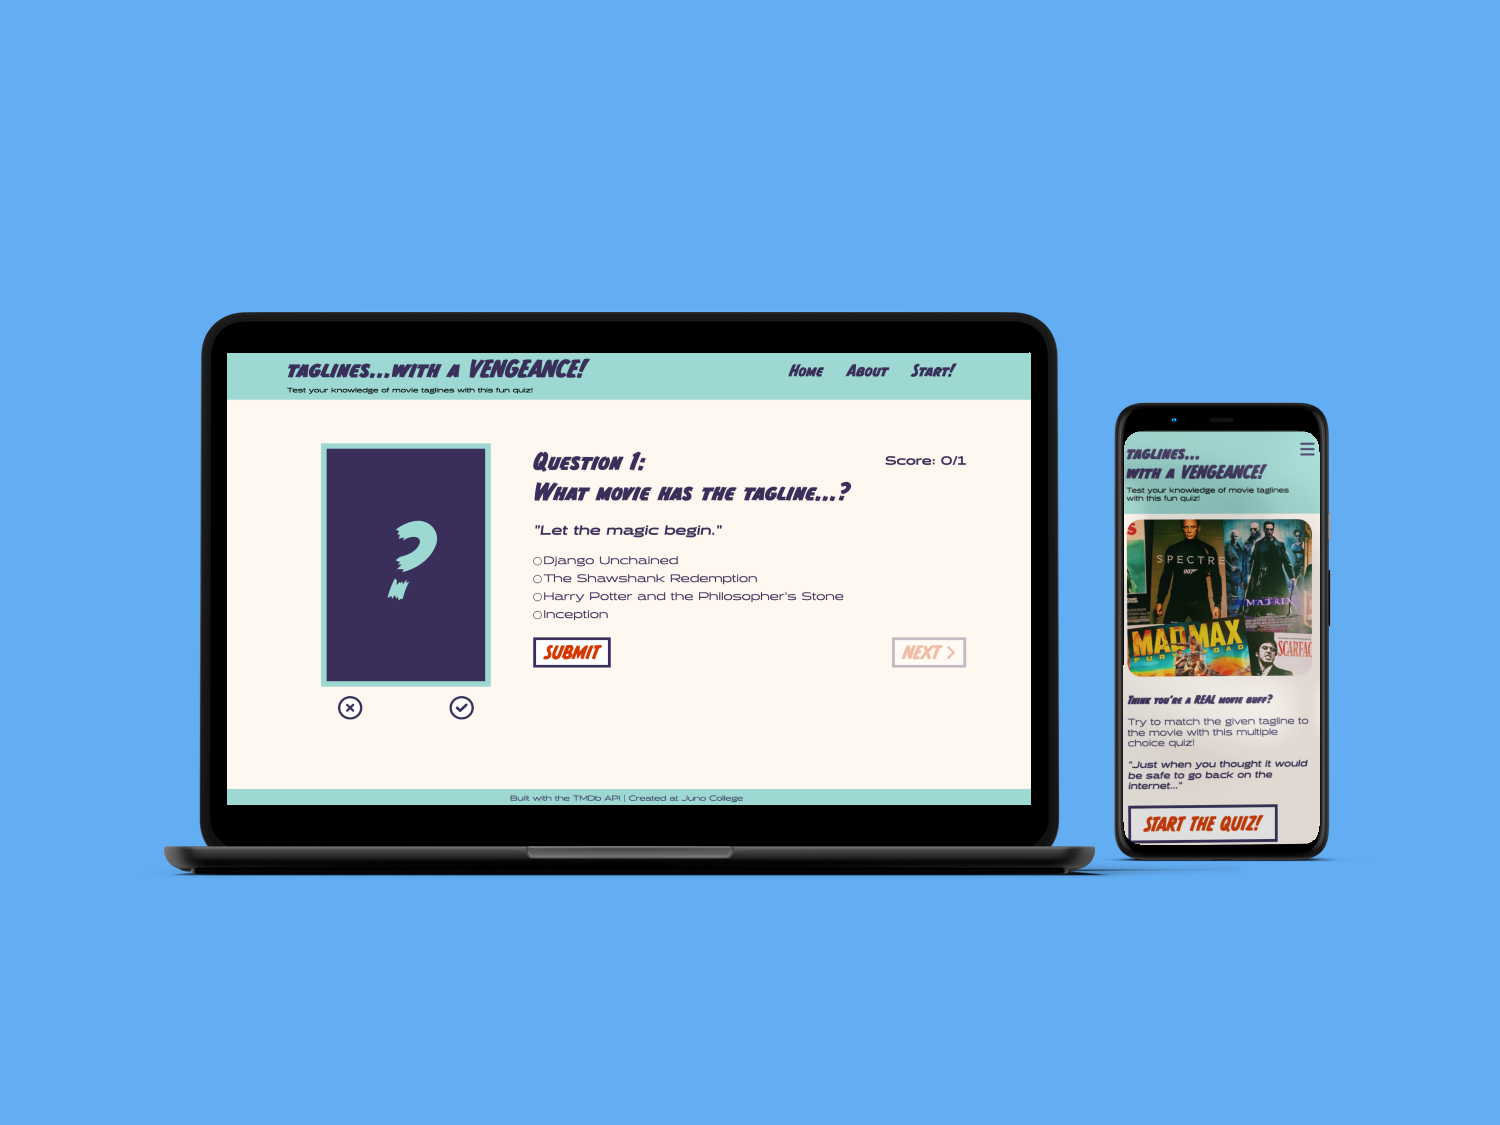 TAGLINES...WITH A VENGEANCE!
Test your knowledge of movie taglines with this fun quiz!
HOME ABOUT START!
QUESTION 1:
Score: 0/1
WHAT MOVIE HAS THE TAGLINE...?
"Let the magic begin."
Django Unchained
The Shawshank Redemption
Harry Potter and the Philosopher's Stone
Inception
SUBMIT
NEXT >
Built with the TMDb API | Created at Juno College
TAGLINES...
WITH A VENGEANCE!
Test your knowledge of movie taglines
with this fun quiz!
SPECTRE
007
MATRIX
MAD MAX
SCARFAC
THINK YOU'RE A REAL MOVIE BUFF?
Try to match the given tagline to
the movie with this multiple
choice quiz!
"Just when you thought it would
be safe to go back on the
internet..."
START THE QUIZ!